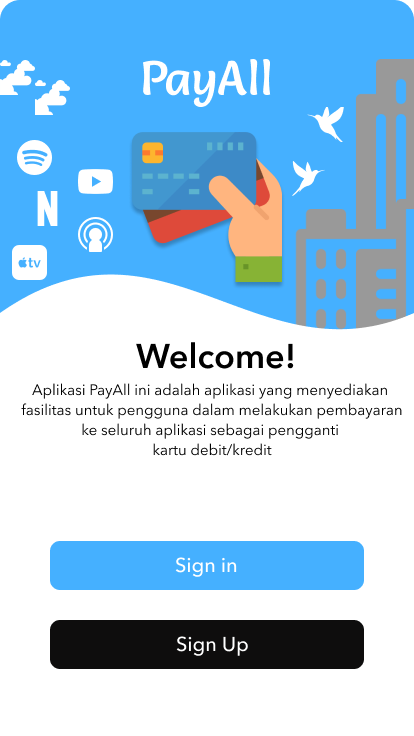 PayAll
N
tv
Welcome!
Aplikasi PayAll ini adalah aplikasi yang menyediakan
fasilitas untuk pengguna dalam melakukan pembayaran
ke seluruh aplikasi sebagai pengganti
kartu debit/kredit
Sign in
Sign Up